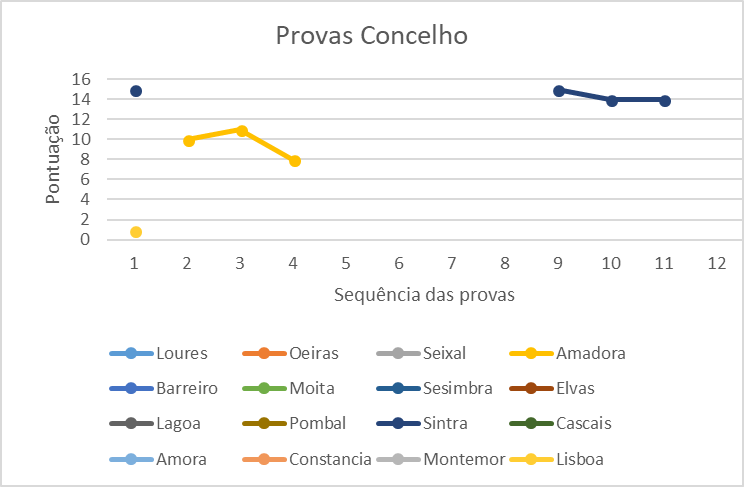 Provas Concelho
16
14
12
10
8
6
4
2
0
Pontuação
1 2 3 4 5 6 7 8 9 10 11 12
Sequência das provas
Loures Oeiras Seixal Amadora
Barreiro Moita Sesimbra Elvas
Lagoa Pombal Sintra Cascais
Amora Constancia Montemor Lisboa